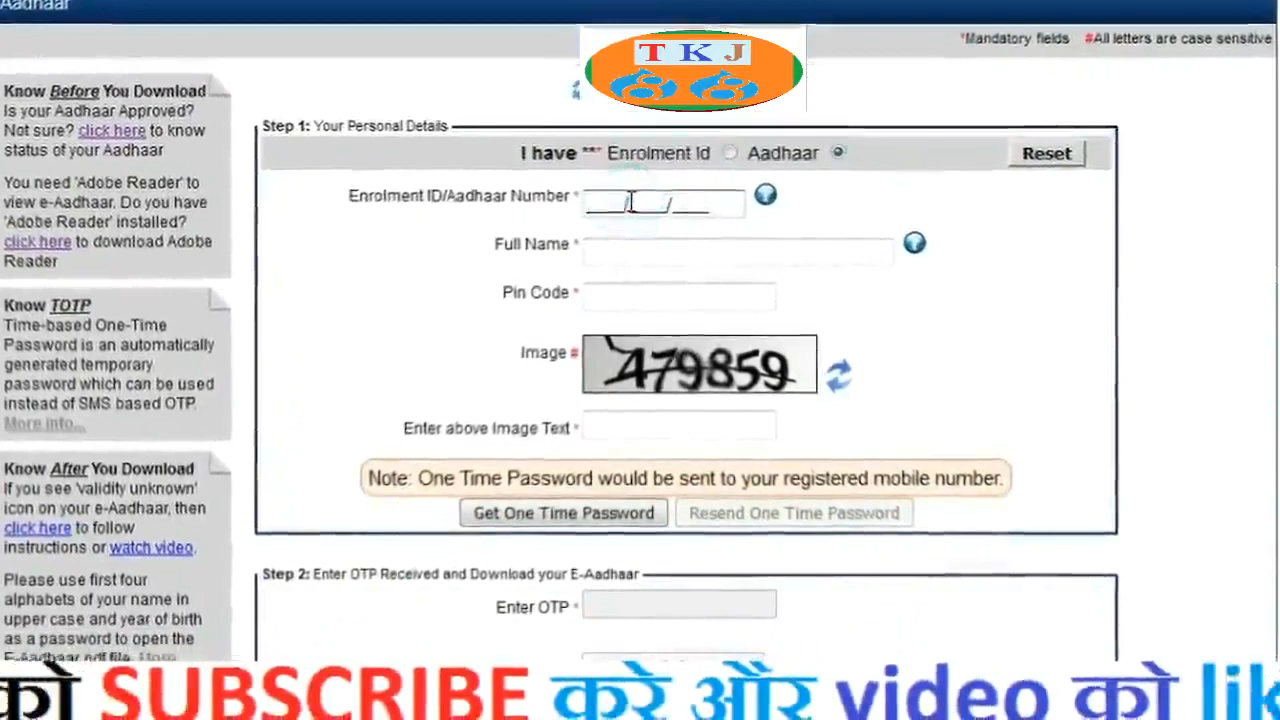 Aadhaar
*Mandatory fields #All letters are case sensitive
T K J
Know Before You Download
Is your Aadhaar Approved?
Not sure? click here to know
status of your Aadhaar
You need 'Adobe Reader' to
view e-Aadhaar. Do you have
'Adobe Reader' installed?
click here to download Adobe
Reader
Know TOTP
Time-based One-Time
Password is an automatically
generated temporary
password which can be used
instead of SMS based OTP.
More info...
Know After You Download
If you see 'validity unknown'
icon on your e-Aadhaar, then
click here to follow
instructions or watch video.
Please use first four
alphabets of your name in
upper case and year of birth
as a password to open the
E-Aadhaar pdf file. More
Step 1: Your Personal Details
I have ** Enrolment Id Aadhaar Reset
Enrolment ID/Aadhaar Number * ____/____/____
Full Name *
Pin Code *
Image #
479859
Enter above Image Text *
Note: One Time Password would be sent to your registered mobile number.
Get One Time Password Resend One Time Password
Step 2: Enter OTP Received and Download your E-Aadhaar
Enter OTP *
को SUBSCRIBE करे और video को lik